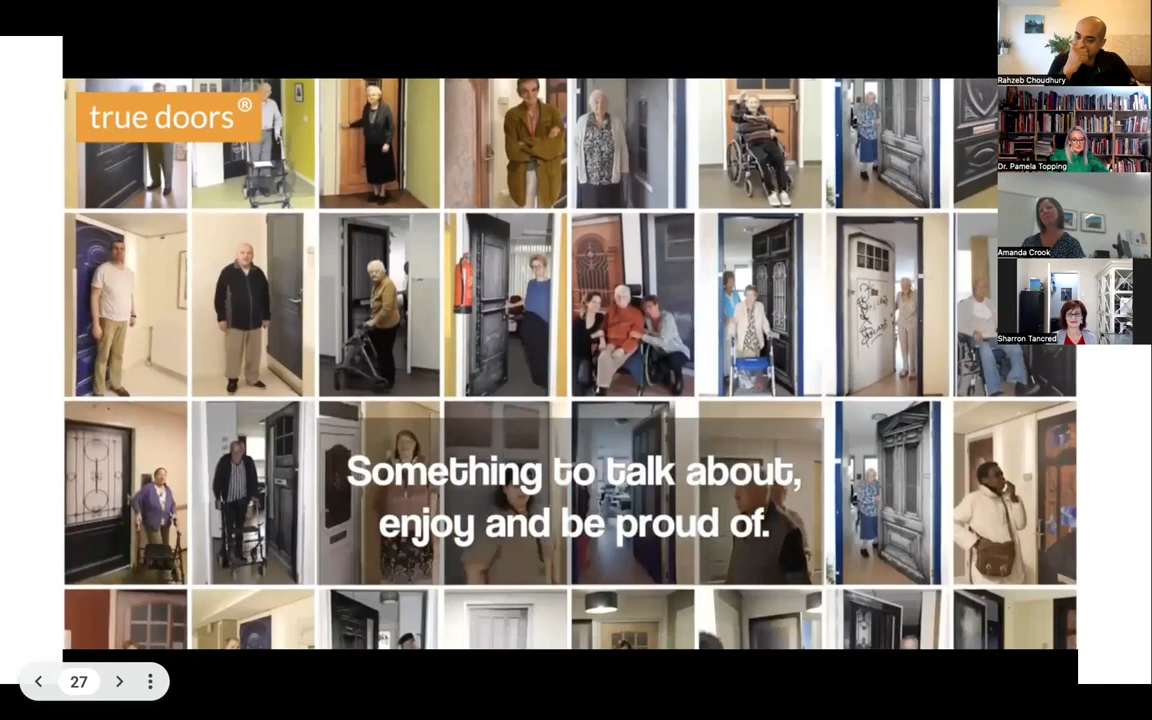 true doors®
Something to talk about,
enjoy and be proud of.
Rahzeb Choudhury
Dr. Pamela Topping
Amanda Crook
Sharron Tancred
27